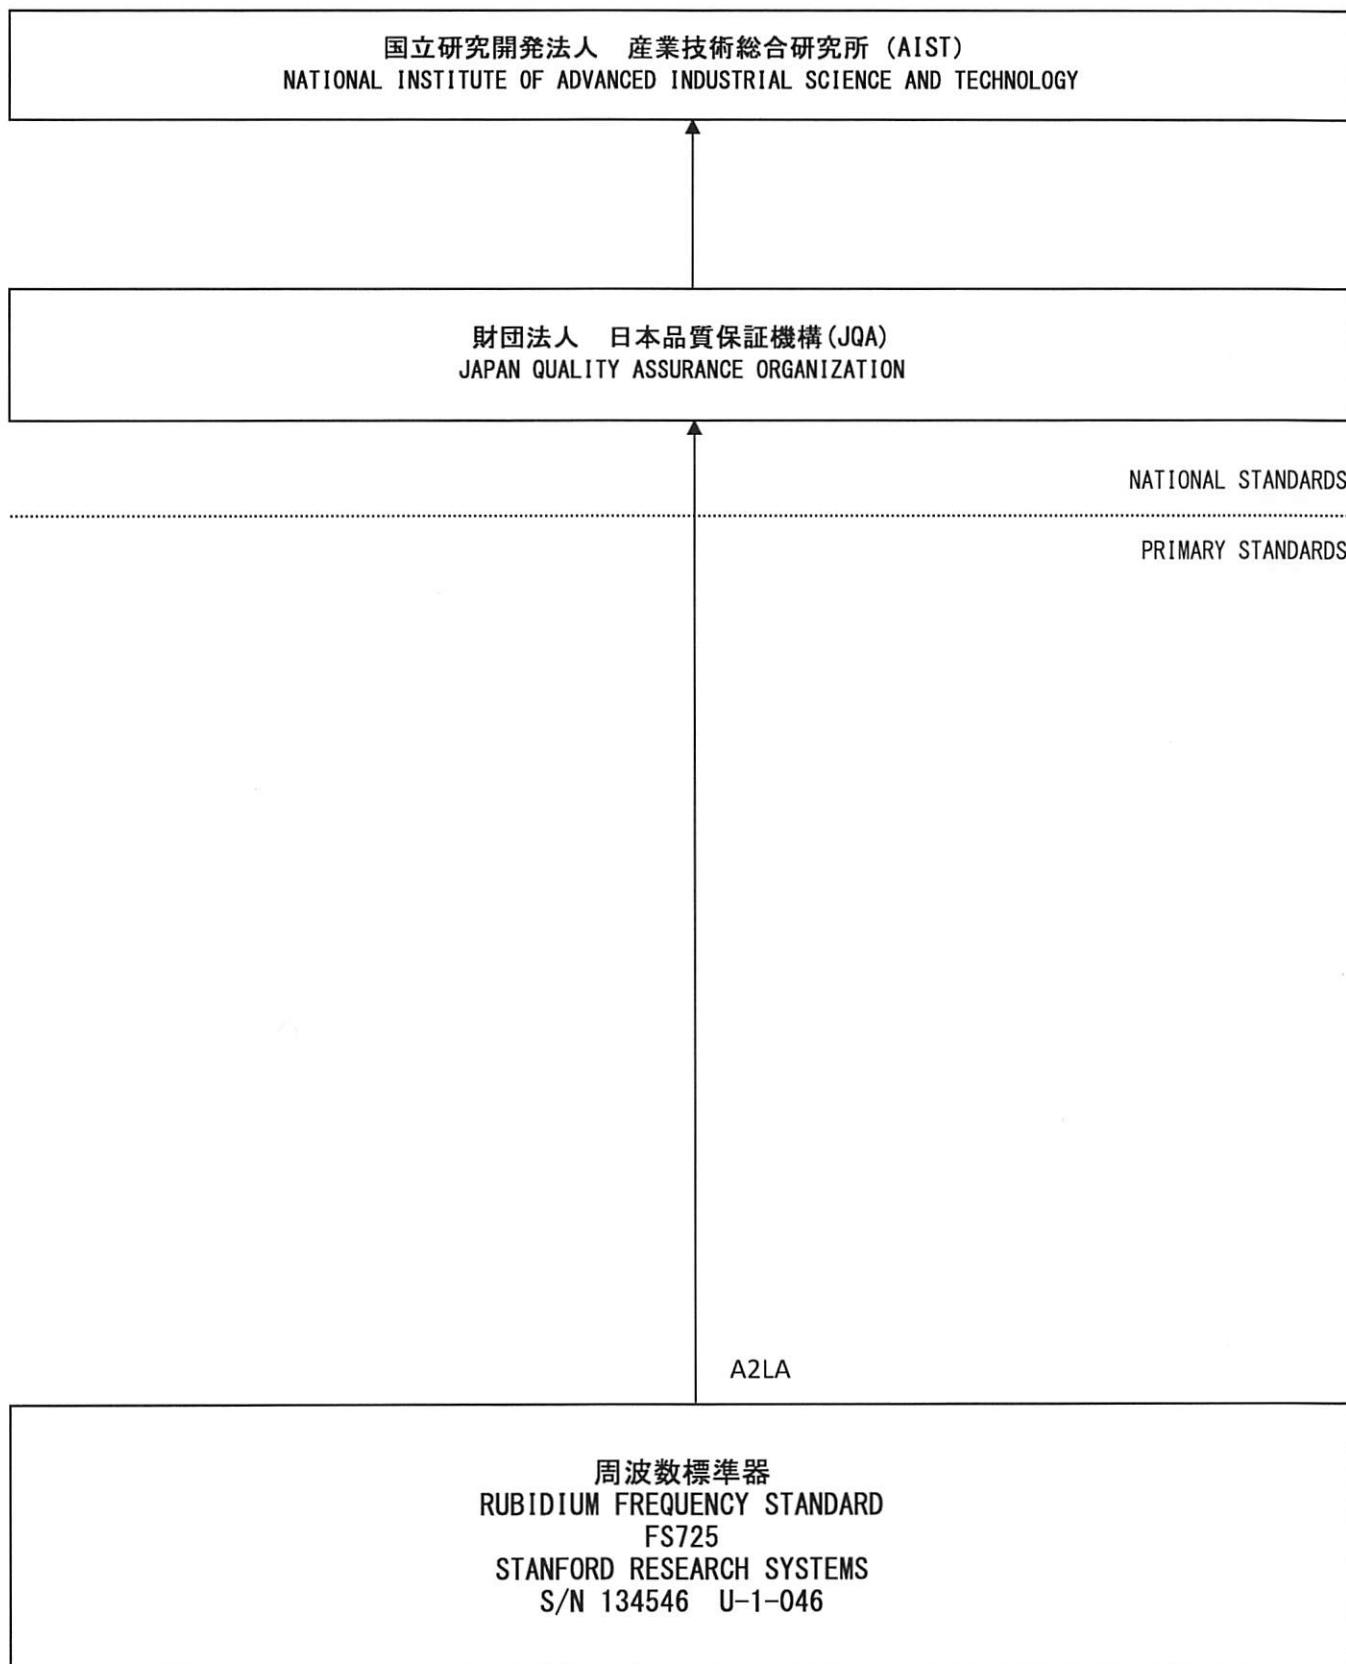 国立研究開発法人　産業技術総合研究所 (AIST)
NATIONAL INSTITUTE OF ADVANCED INDUSTRIAL SCIENCE AND TECHNOLOGY
財団法人　日本品質保証機構(JQA)
JAPAN QUALITY ASSURANCE ORGANIZATION
NATIONAL STANDARDS
PRIMARY STANDARDS
A2LA
周波数標準器
RUBIDIUM FREQUENCY STANDARD
FS725
STANFORD RESEARCH SYSTEMS
S/N 134546  U-1-046